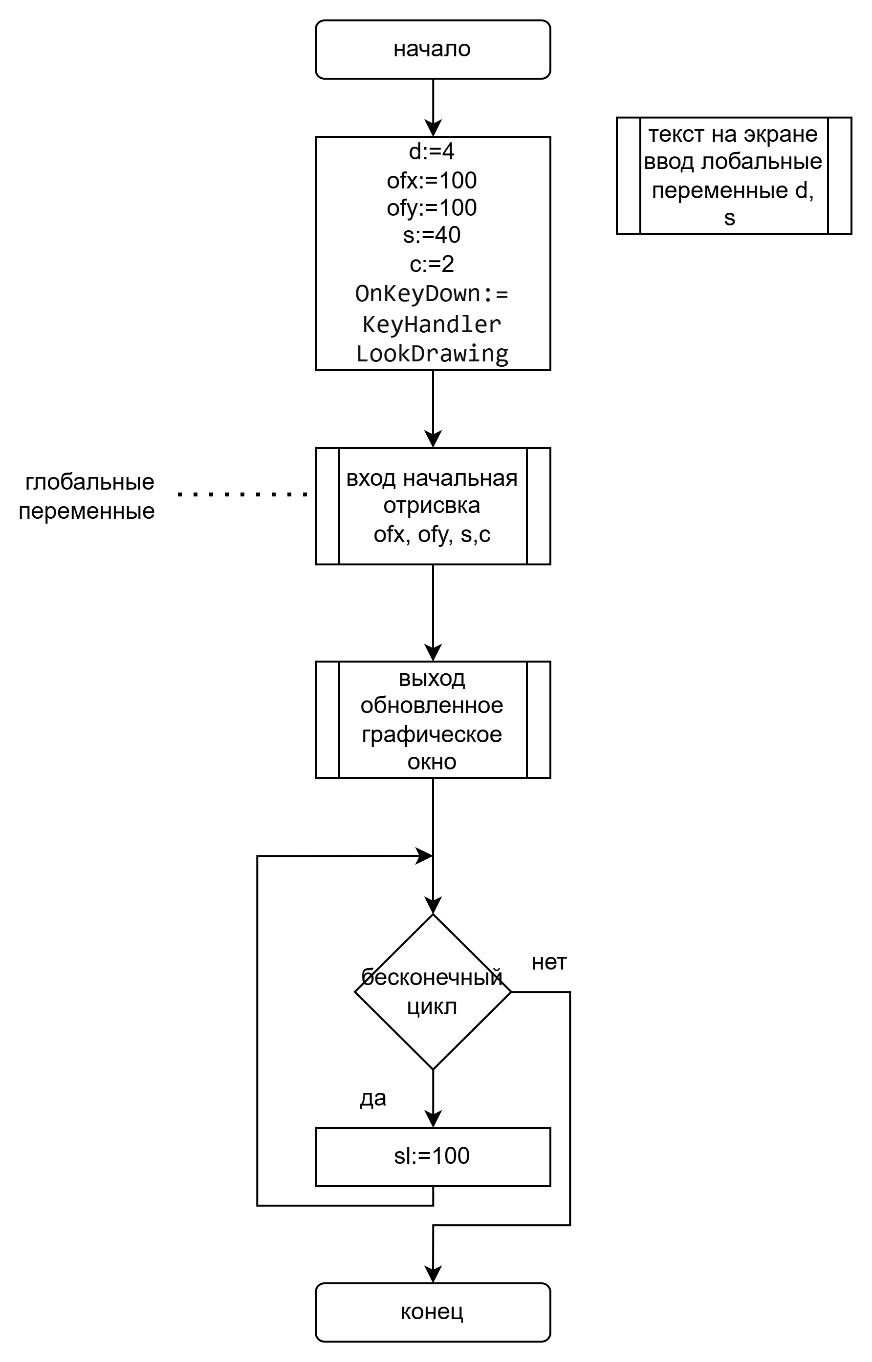 начало
d:=4
ofx:=100
ofy:=100
s:=40
c:=2
OnKeyDown:=
KeyHandler
LookDrawing
текст на экране
ввод лобальные
переменные d,
s
глобальные
переменные
вход начальная
отрисвка
ofx, ofy, s,c
выход
обновленное
графическое
окно
бесконечный
цикл
нет
да
sl:=100
конец